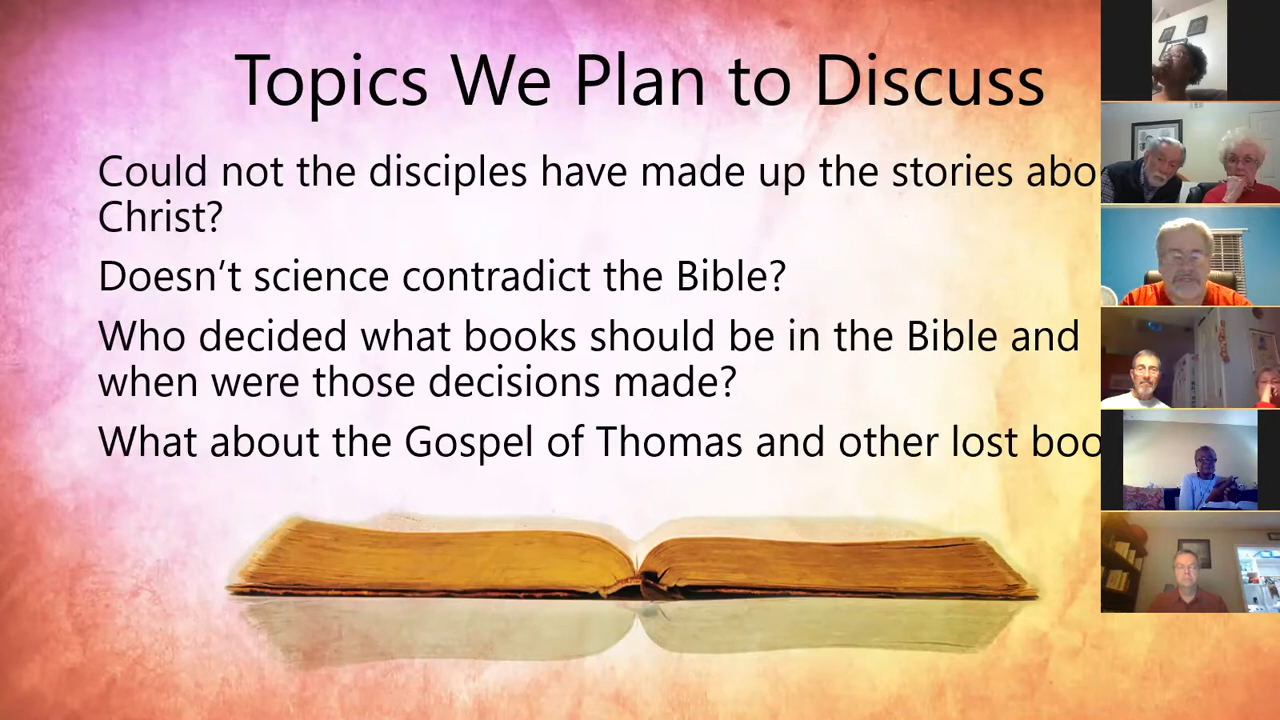 Topics We Plan to Discuss
Could not the disciples have made up the stories abo
Christ?
Doesn't science contradict the Bible?
Who decided what books should be in the Bible and
when were those decisions made?
What about the Gospel of Thomas and other lost boo